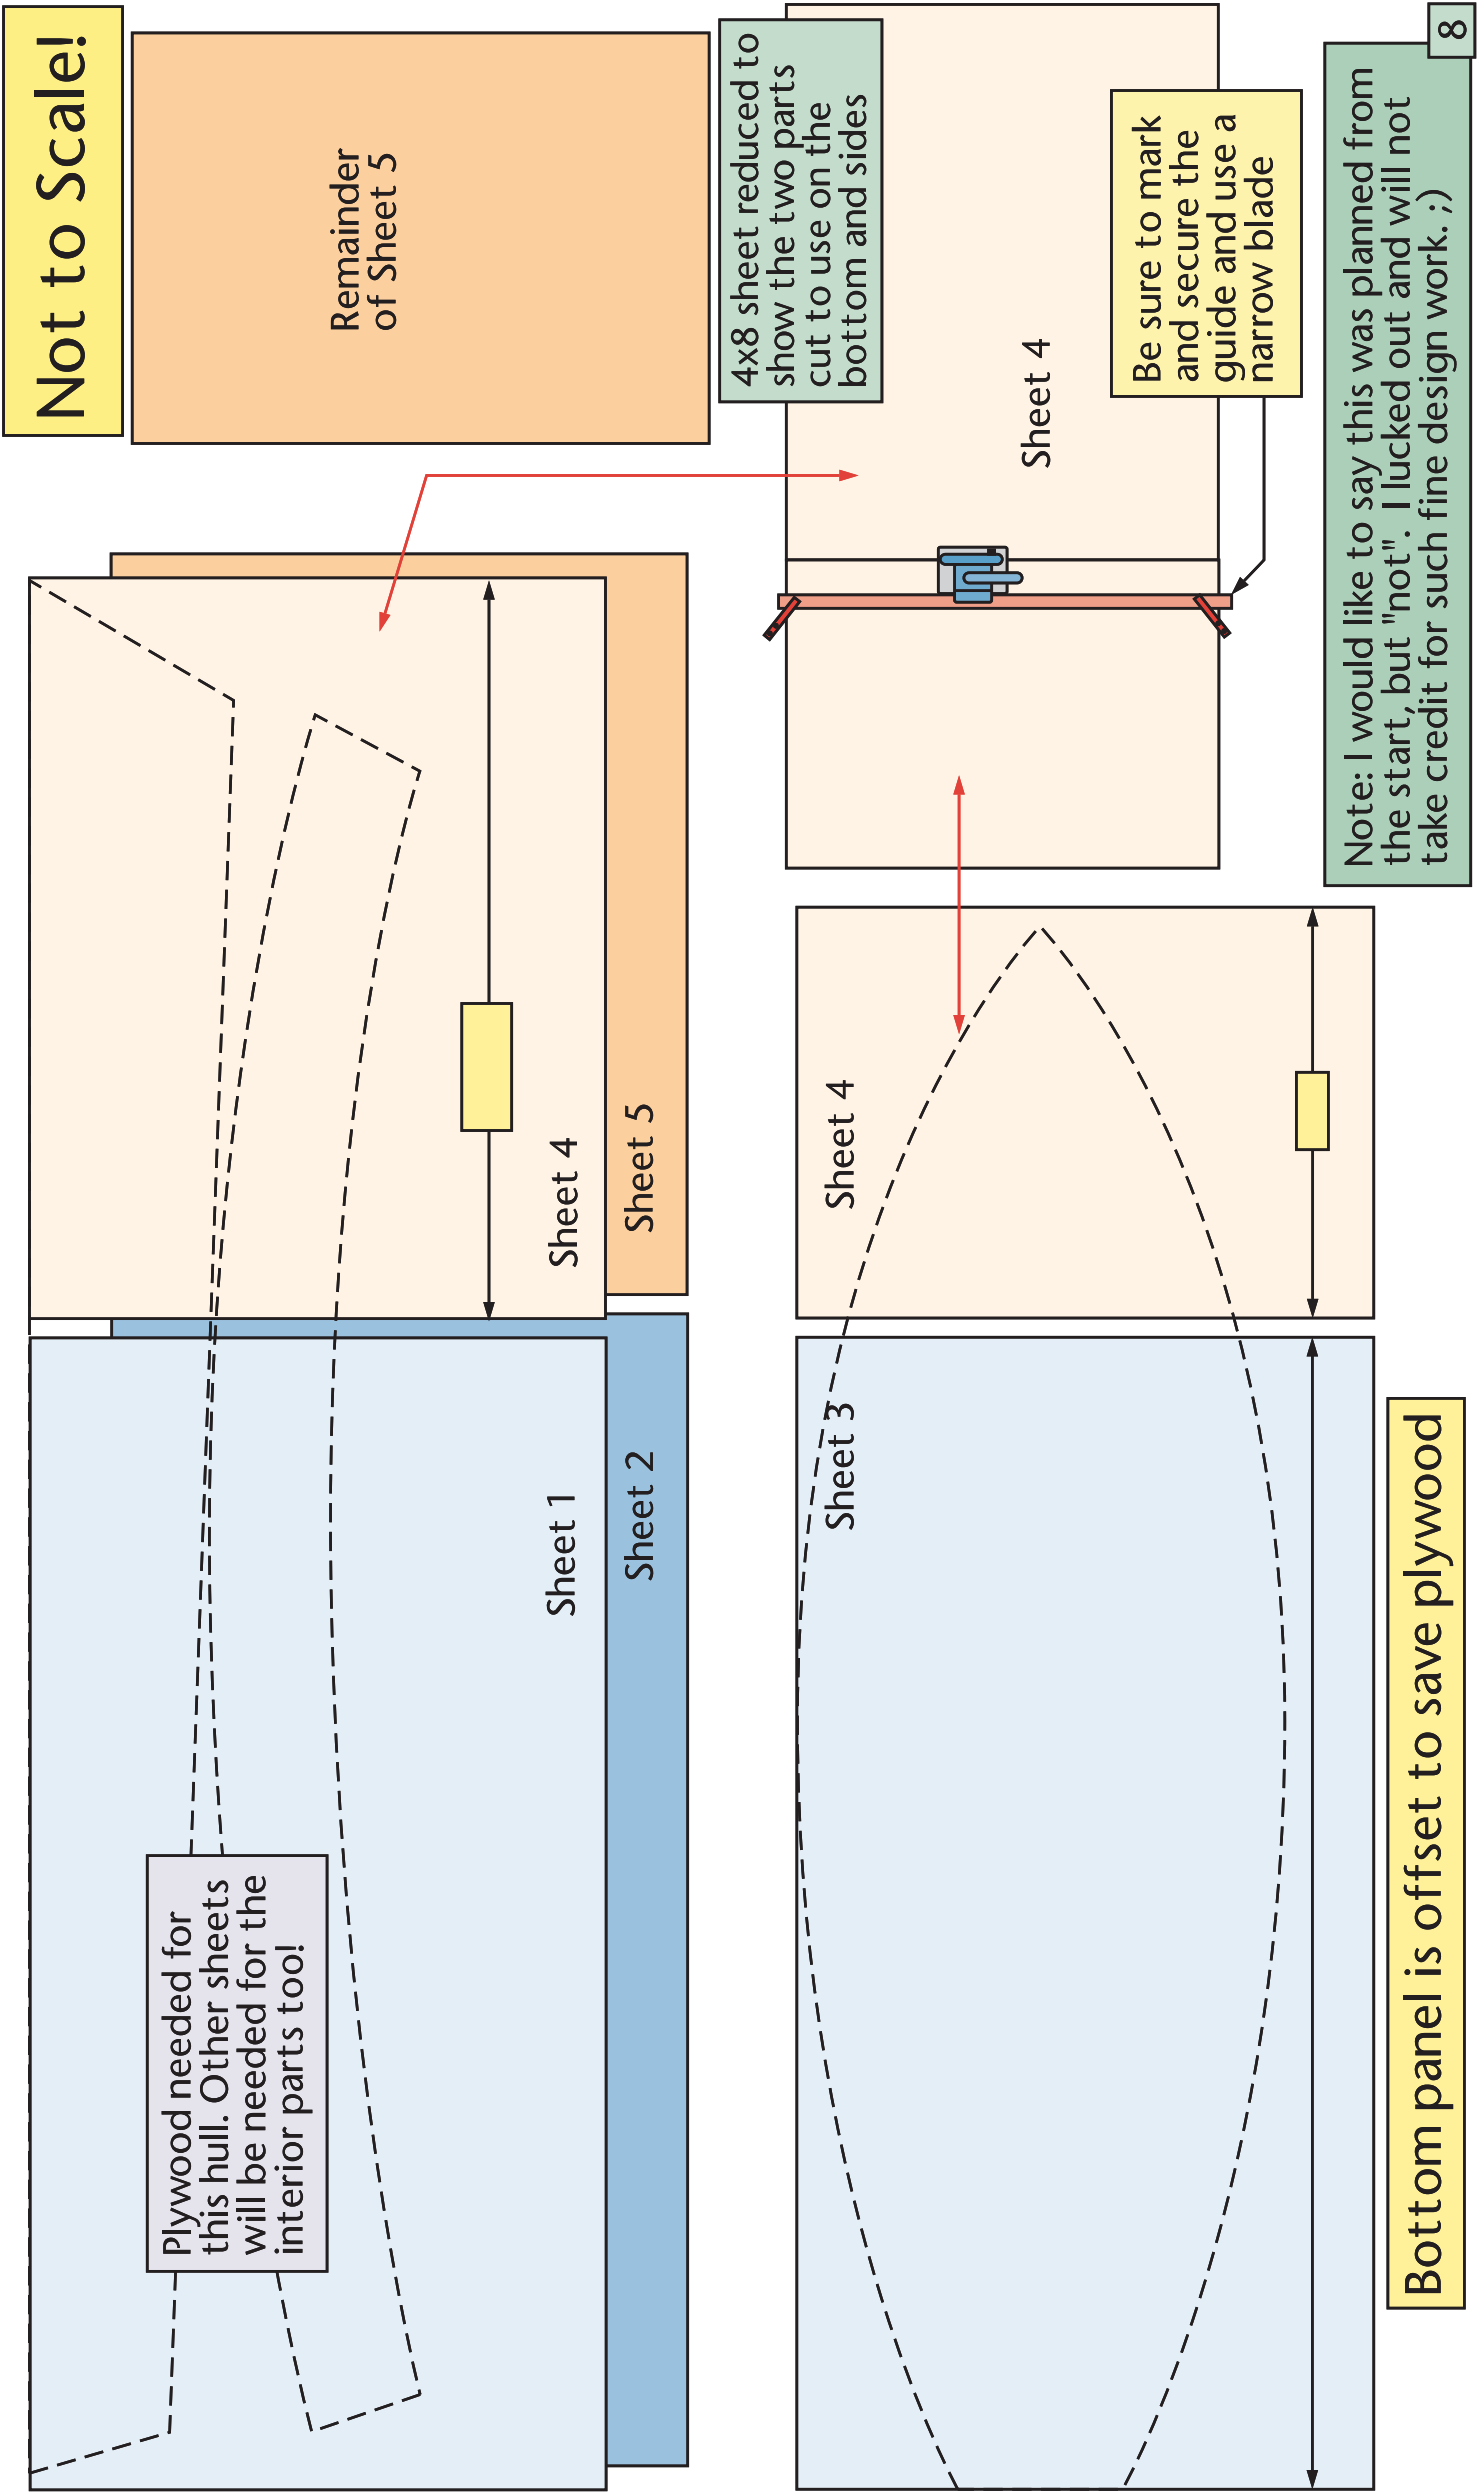 Not to Scale!
Remainder
of Sheet 5
Plywood needed for
this hull. Other sheets
will be needed for the
interior parts too!
Sheet 1
Sheet 2
Sheet 4
Sheet 5
4x8 sheet reduced to
show the two parts
cut to use on the
bottom and sides
Sheet 3
Sheet 4
Sheet 4
Be sure to mark
and secure the
guide and use a
narrow blade
Bottom panel is offset to save plywood
Note: I would like to say this was planned from
the start, but "not". I lucked out and will not
take credit for such fine design work. ;)
8